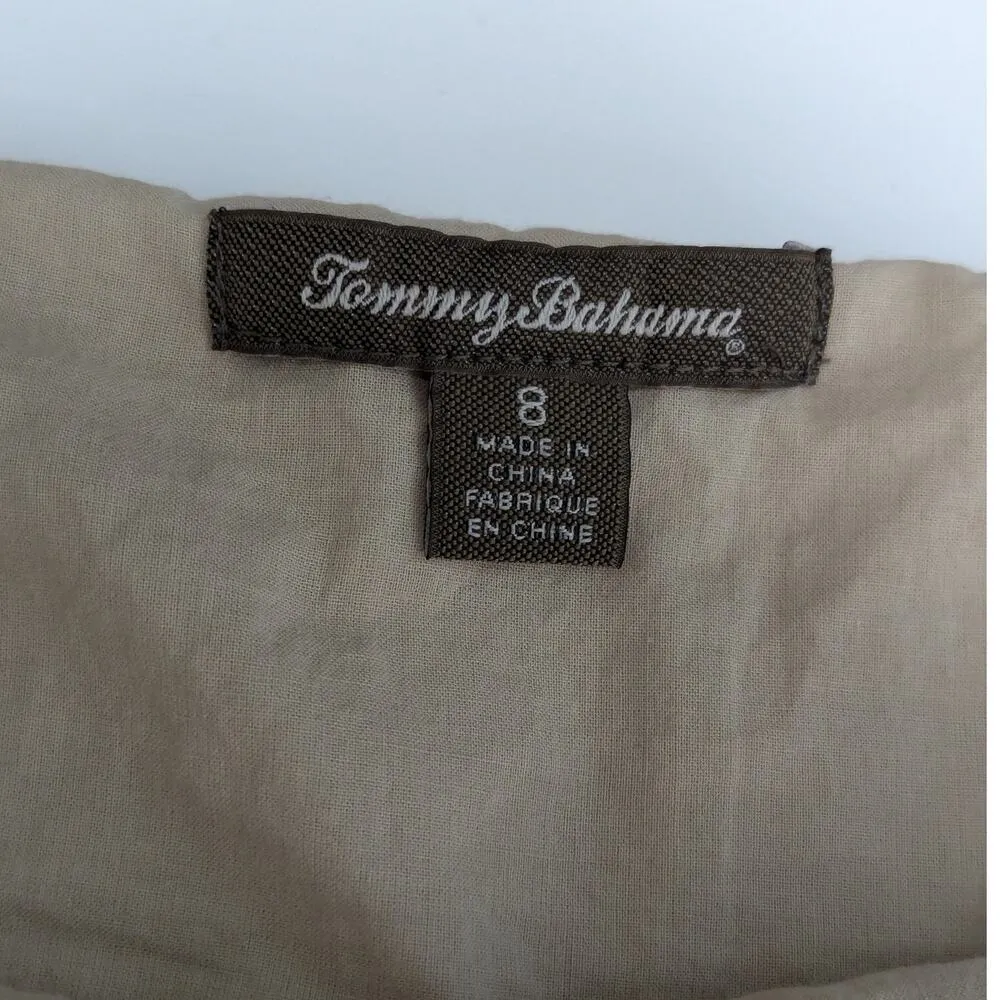 Tommy Bahama®
8
MADE IN
CHINA
FABRIQUE
EN CHINE